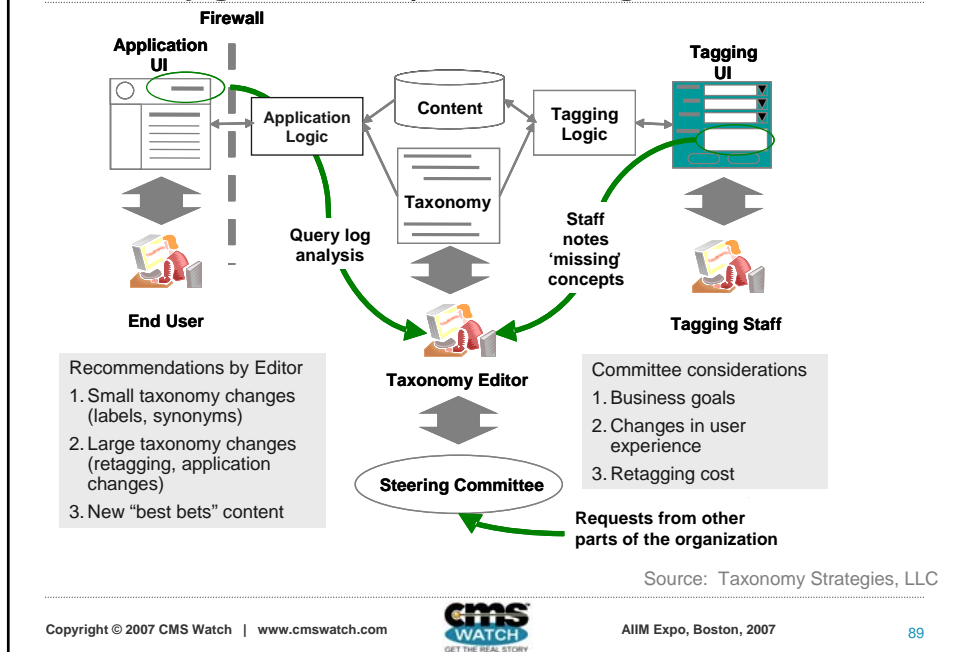 Firewall
Application
UI
Tagging
UI
Application
Logic
Content
Tagging
Logic
Taxonomy
Query log
analysis
Staff
notes
‘missing’
concepts
End User
Tagging Staff
Taxonomy Editor
Recommendations by Editor
1. Small taxonomy changes
(labels, synonyms)
2. Large taxonomy changes
(retagging, application
changes)
3. New “best bets” content
Committee considerations
1. Business goals
2. Changes in user
experience
3. Retagging cost
Steering Committee
Requests from other
parts of the organization
Source: Taxonomy Strategies, LLC
Copyright © 2007 CMS Watch | www.cmswatch.com
cms
WATCH
GET THE REAL STORY
AIIM Expo, Boston, 2007
89